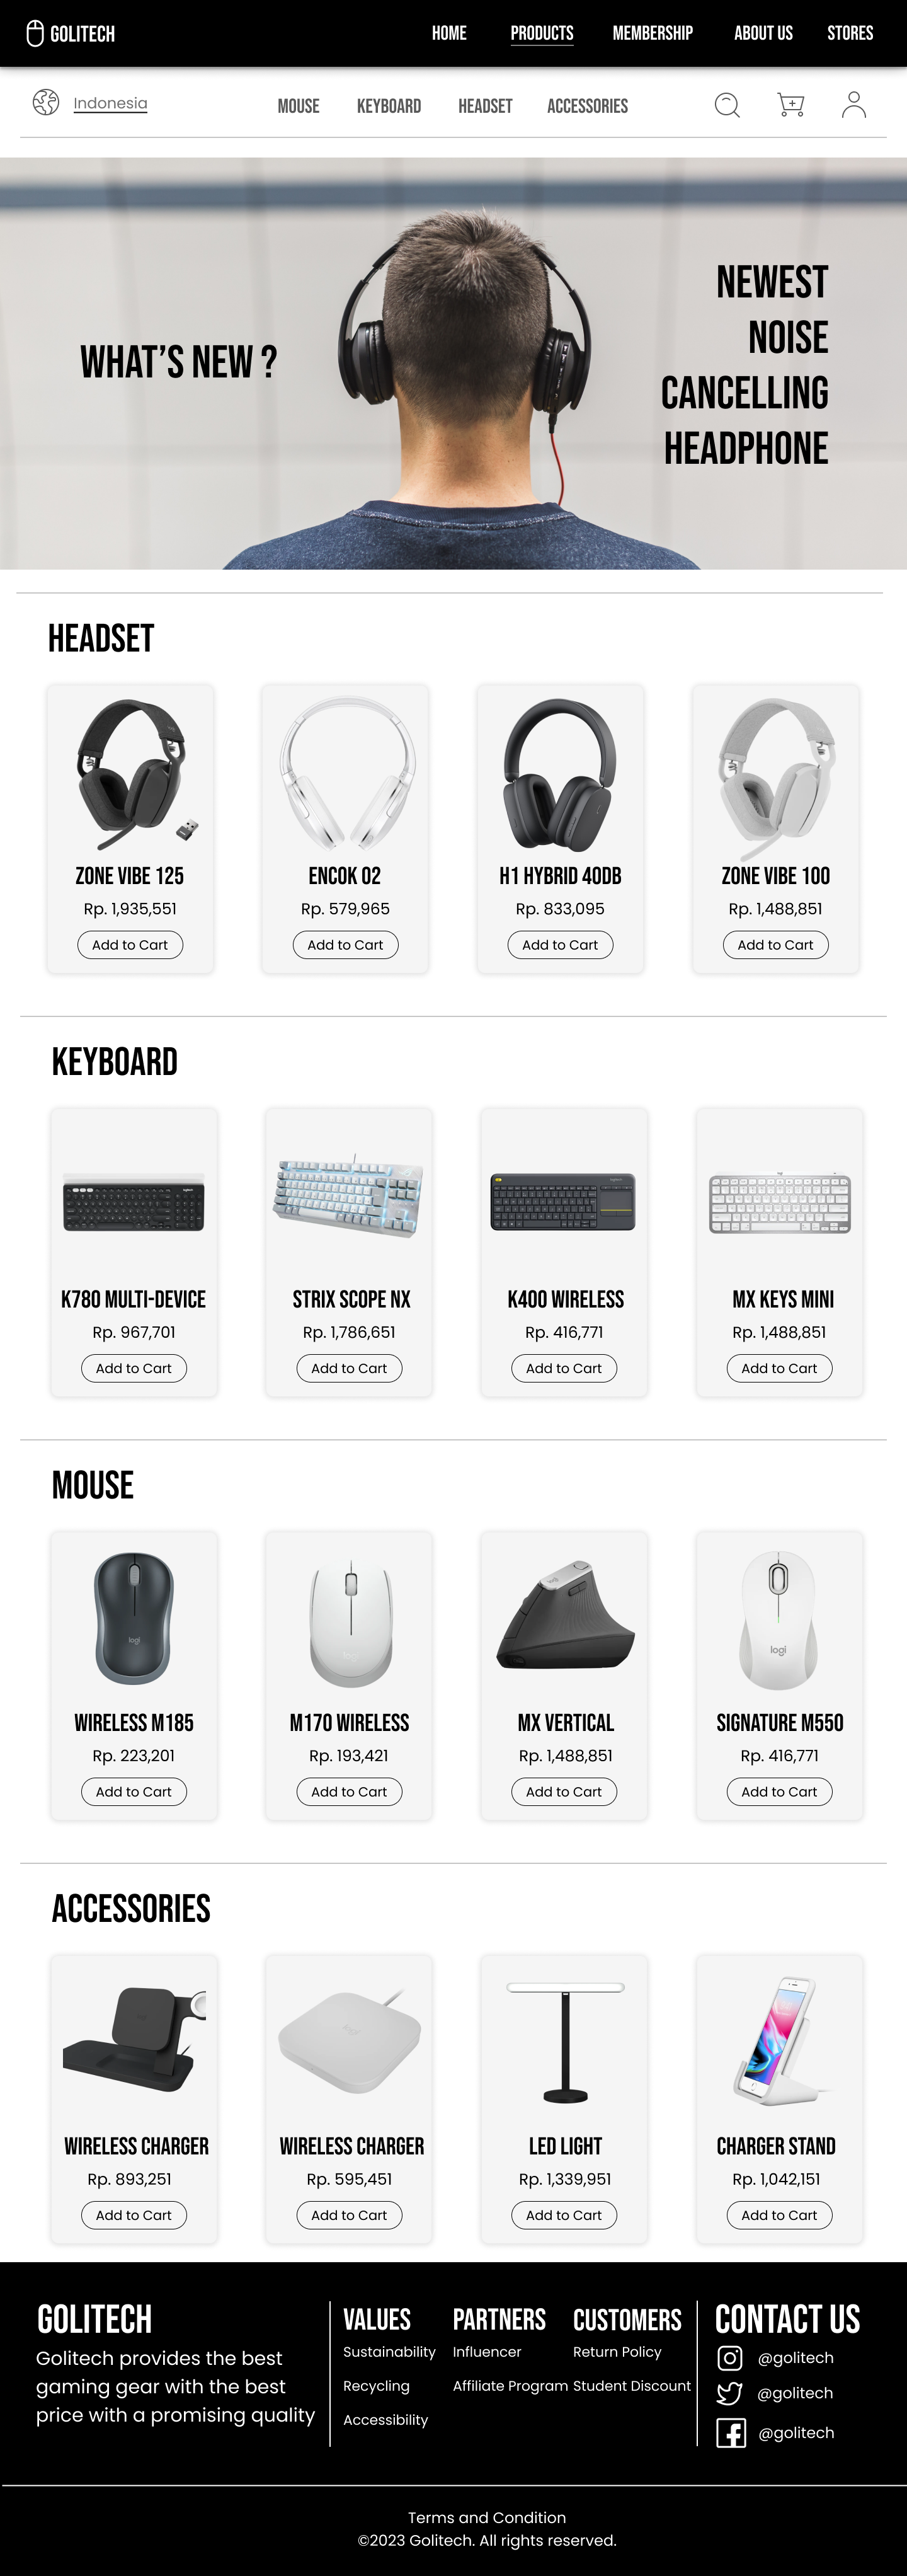 GOLITECH
HOME PRODUCTS MEMBERSHIP ABOUT US STORES
Indonesia
MOUSE KEYBOARD HEADSET ACCESSORIES
WHAT'S NEW ?
NEWEST
NOISE
CANCELLING
HEADPHONE
HEADSET
ZONE VIBE 125
Rp. 1,935,551
Add to Cart
ENCOK 02
Rp. 579,965
Add to Cart
H1 HYBRID 40DB
Rp. 833,095
Add to Cart
ZONE VIBE 100
Rp. 1,488,851
Add to Cart
KEYBOARD
K780 MULTI-DEVICE
Rp. 967,701
Add to Cart
STRIX SCOPE NX
Rp. 1,786,651
Add to Cart
K400 WIRELESS
Rp. 416,771
Add to Cart
MX KEYS MINI
Rp. 1,488,851
Add to Cart
MOUSE
logi
WIRELESS M185
Rp. 223,201
Add to Cart
logi
M170 WIRELESS
Rp. 193,421
Add to Cart
MX VERTICAL
Rp. 1,488,851
Add to Cart
logi
SIGNATURE M550
Rp. 416,771
Add to Cart
ACCESSORIES
WIRELESS CHARGER
Rp. 893,251
Add to Cart
logi
WIRELESS CHARGER
Rp. 595,451
Add to Cart
LED LIGHT
Rp. 1,339,951
Add to Cart
CHARGER STAND
Rp. 1,042,151
Add to Cart
GOLITECH
Golitech provides the best
gaming gear with the best
price with a promising quality
VALUES
Sustainability
Recycling
Accessibility
PARTNERS
Influencer
Affiliate Program
CUSTOMERS
Return Policy
Student Discount
CONTACT US
@golitech
@golitech
@golitech
Terms and Condition
©2023 Golitech. All rights reserved.